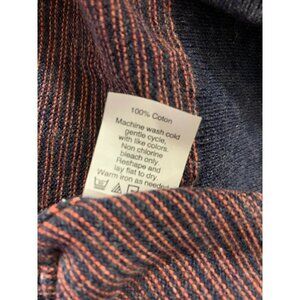 100% Coton
Machine wash cold
gentle cycle,
with like colors.
Non chlorine
bleach only.
Reshape and
lay flat to dry.
Warm iron as needed